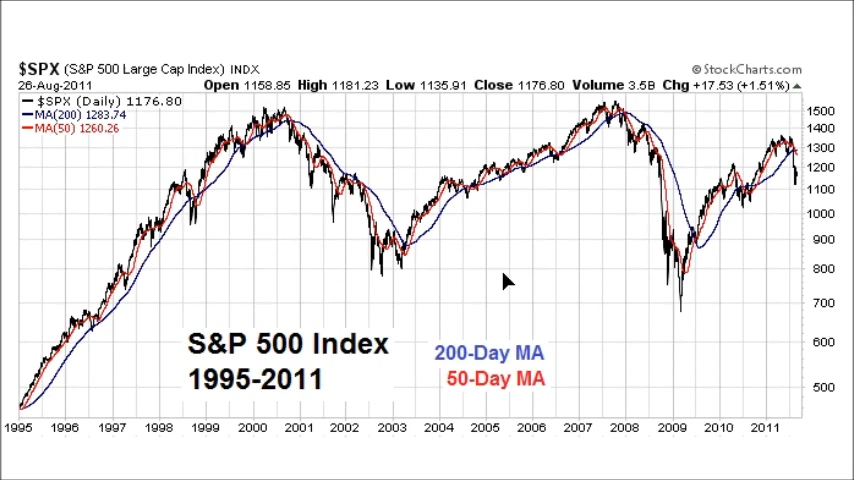 $SPX (S&P 500 Large Cap Index) INDX
© StockCharts.com
26-Aug-2011
Open 1158.85 High 1181.23 Low 1135.91 Close 1176.80 Volume 3.5B Chg +17.53 (+1.51%)
$SPX (Daily) 1176.80
MA(200) 1283.74
MA(50) 1260.26
1500
1400
1300
1200
1100
1000
900
800
700
600
500
S&P 500 Index
1995-2011
200-Day MA
50-Day MA
1995 1996 1997 1998 1999 2000 2001 2002 2003 2004 2005 2006 2007 2008 2009 2010 2011